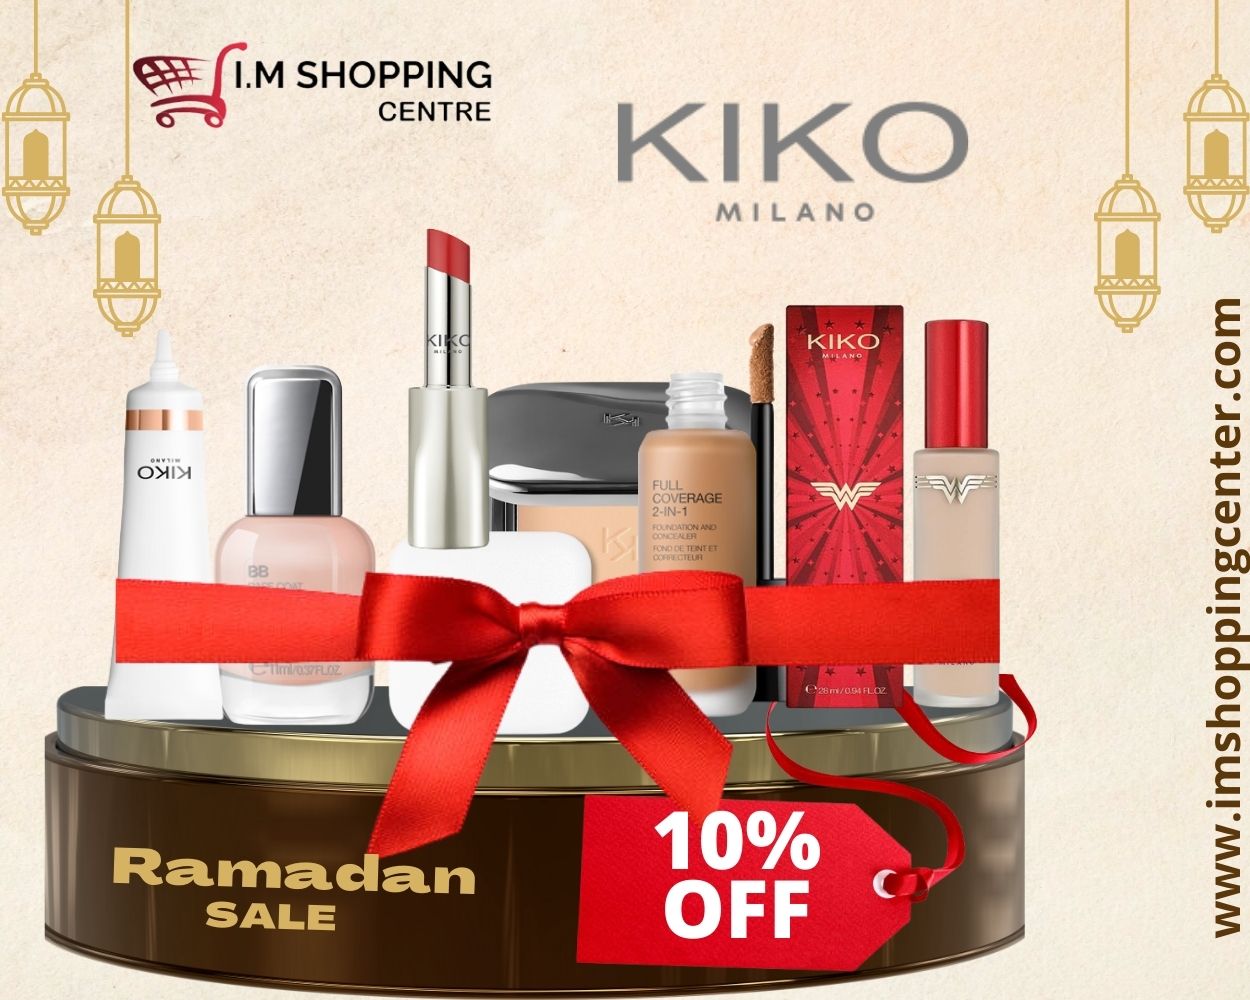 I.M SHOPPING
CENTRE
KIKO
MILANO
KIKO
MILANO
KIKO
MILANO
KIKO
MILANO
BB
FULL
COVERAGE
2-IN-1
FOUNDATION AND
CONCEALER
FOND DE TEINT ET
CORRECTEUR
11ml/0.37FL.OZ.
℮ 28 ml / 0.94 FL.OZ.
Ramadan
SALE
10%
OFF
www.imshoppingcenter.com